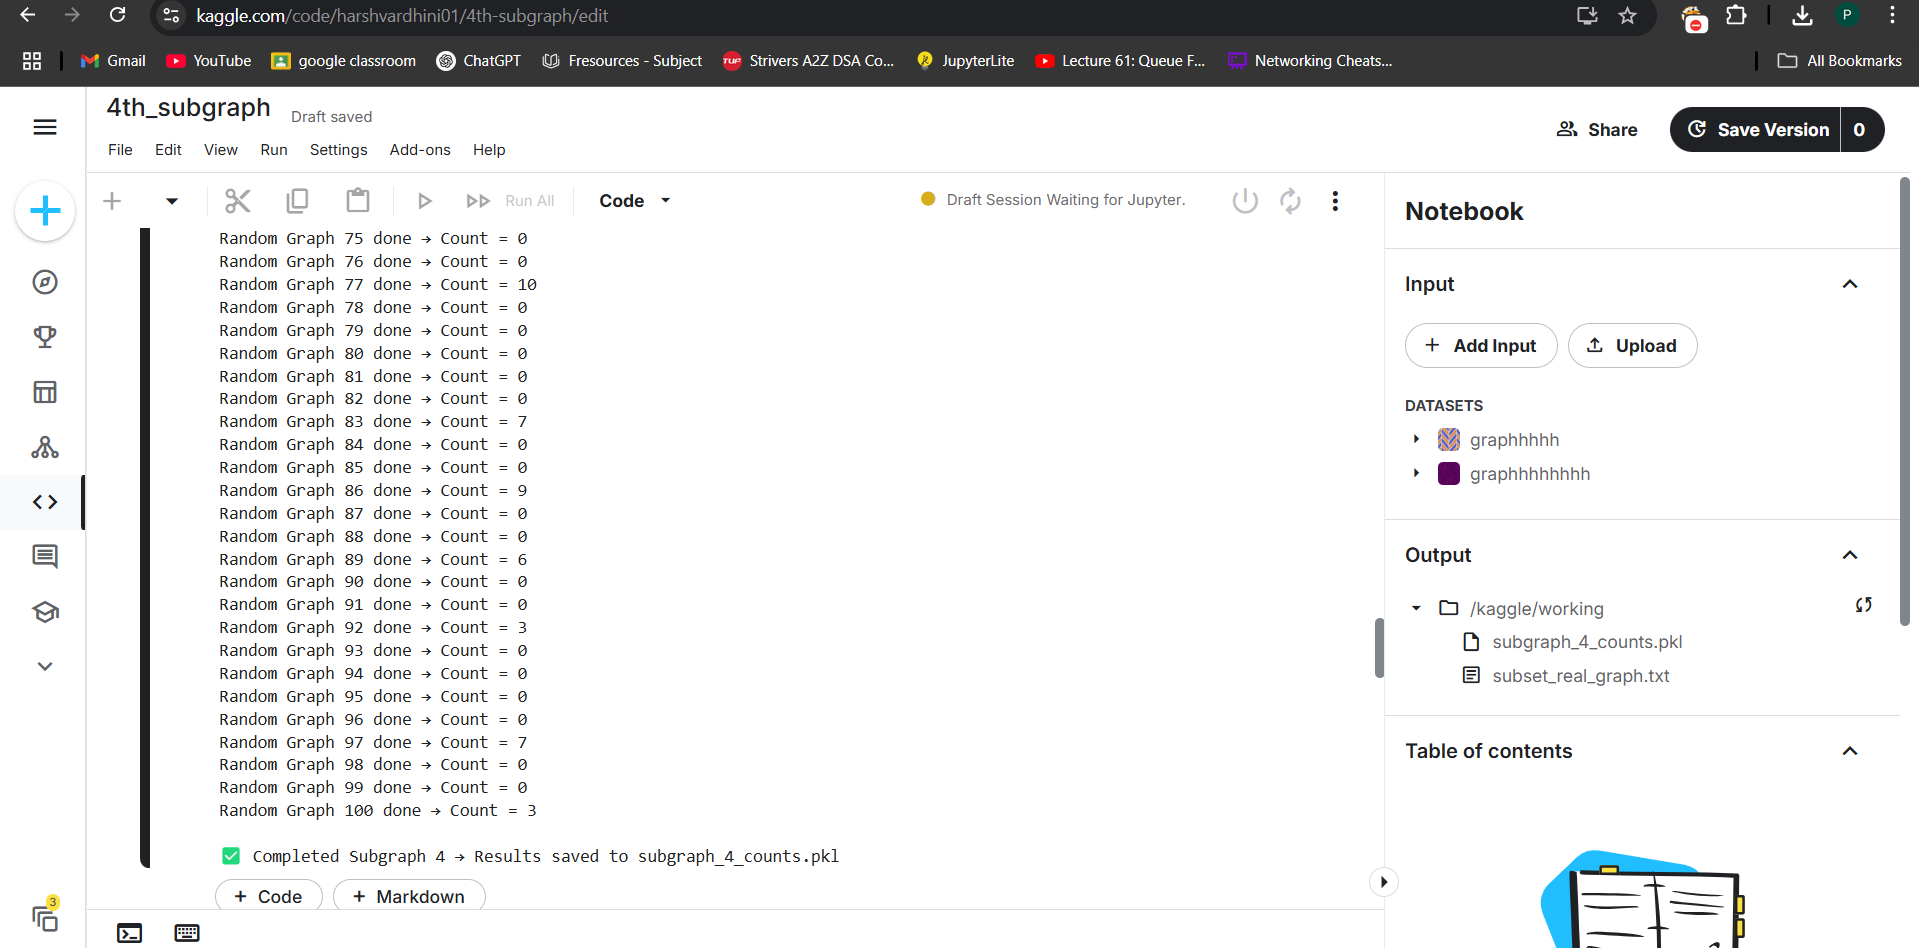 kaggle.com/code/harshvardhini01/4th-subgraph/edit
P
Gmail
YouTube
google classroom
ChatGPT
Fresources - Subject
TUF
Strivers A2Z DSA Co...
JupyterLite
Lecture 61: Queue F...
Networking Cheats...
All Bookmarks
4th_subgraph
Draft saved
File Edit View Run Settings Add-ons Help
Share
Save Version 0
Run All
Code
Draft Session Waiting for Jupyter.
Random Graph 75 done → Count = 0
Random Graph 76 done → Count = 0
Random Graph 77 done → Count = 10
Random Graph 78 done → Count = 0
Random Graph 79 done → Count = 0
Random Graph 80 done → Count = 0
Random Graph 81 done → Count = 0
Random Graph 82 done → Count = 0
Random Graph 83 done → Count = 7
Random Graph 84 done → Count = 0
Random Graph 85 done → Count = 0
Random Graph 86 done → Count = 9
Random Graph 87 done → Count = 0
Random Graph 88 done → Count = 0
Random Graph 89 done → Count = 6
Random Graph 90 done → Count = 0
Random Graph 91 done → Count = 0
Random Graph 92 done → Count = 3
Random Graph 93 done → Count = 0
Random Graph 94 done → Count = 0
Random Graph 95 done → Count = 0
Random Graph 96 done → Count = 0
Random Graph 97 done → Count = 7
Random Graph 98 done → Count = 0
Random Graph 99 done → Count = 0
Random Graph 100 done → Count = 3
✅ Completed Subgraph 4 → Results saved to subgraph_4_counts.pkl
+ Code
+ Markdown
3
Notebook
Input
+ Add Input
Upload
DATASETS
graphhhhh
graphhhhhhhh
Output
/kaggle/working
subgraph_4_counts.pkl
subset_real_graph.txt
Table of contents